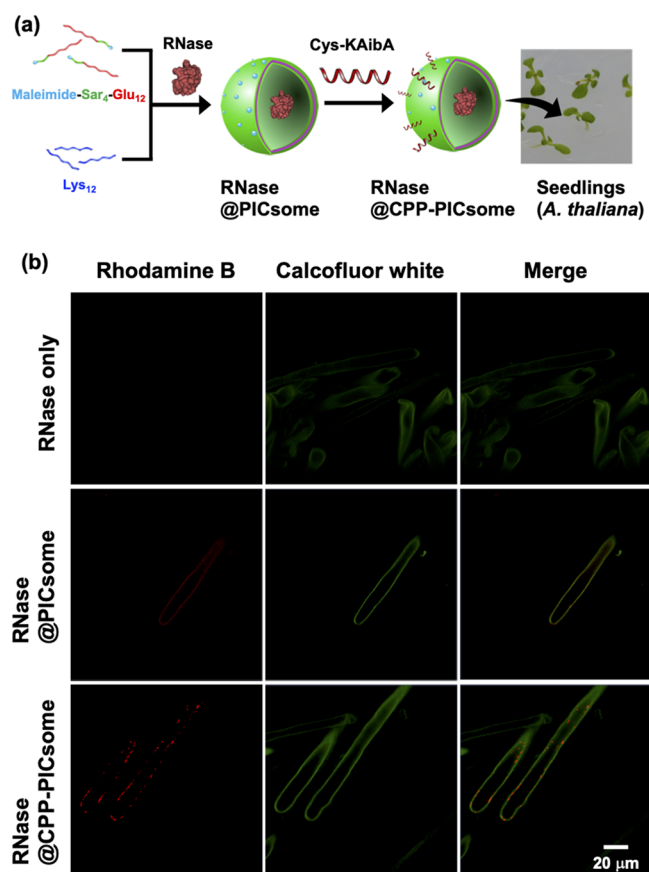 (a)
RNase
Cys-KAibA
Maleimide-Sar4-Glu12
Lys12
RNase
@PICsome
RNase
@CPP-PICsome
Seedlings
(A. thaliana)
(b)
Rhodamine B
Calcofluor white
Merge
RNase only
RNase
@PICsome
RNase
@CPP-PICsome
20 μm